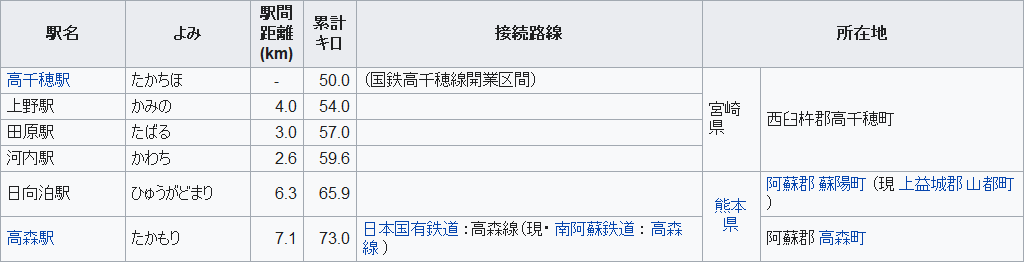 駅名 よみ 駅間距離(km) 累計キロ 接続路線 所在地
高千穂駅 たかちほ - 50.0 (国鉄高千穂線開業区間) 宮崎県 西臼杵郡高千穂町
上野駅 かみの 4.0 54.0
田原駅 たばる 3.0 57.0
河内駅 かわち 2.6 59.6
日向泊駅 ひゅうがどまり 6.3 65.9 熊本県 阿蘇郡 蘇陽町 (現 上益城郡 山都町)
高森駅 たかもり 7.1 73.0 日本国有鉄道:高森線(現・南阿蘇鉄道:高森線) 阿蘇郡 高森町